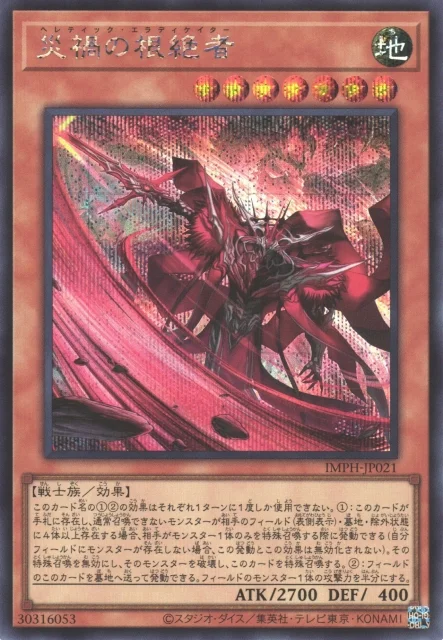 ヘレティック・エラディケイター
災禍の根絶者
地
IMPH-JP021
【戦士族/効果】
このカード名の①②の効果はそれぞれ1ターンに1度しか使用できない。①:このカードが
手札に存在し、通常召喚できないモンスターが相手のフィールド(表側表示)・墓地・除外状態
に4体以上存在する場合、相手がモンスター1体のみを特殊召喚する際に発動できる(自分
フィールドにモンスターが存在しない場合、この発動とこの効果は無効化されない)。その
特殊召喚を無効にし、そのモンスターを破壊し、このカードを特殊召喚する。②:フィールド
のこのカードを墓地へ送って発動できる。フィールドのモンスター1体の攻撃力を半分にする。
ATK/2700 DEF/ 400
30316053 ©スタジオ・ダイス/集英社・テレビ東京・KONAMI